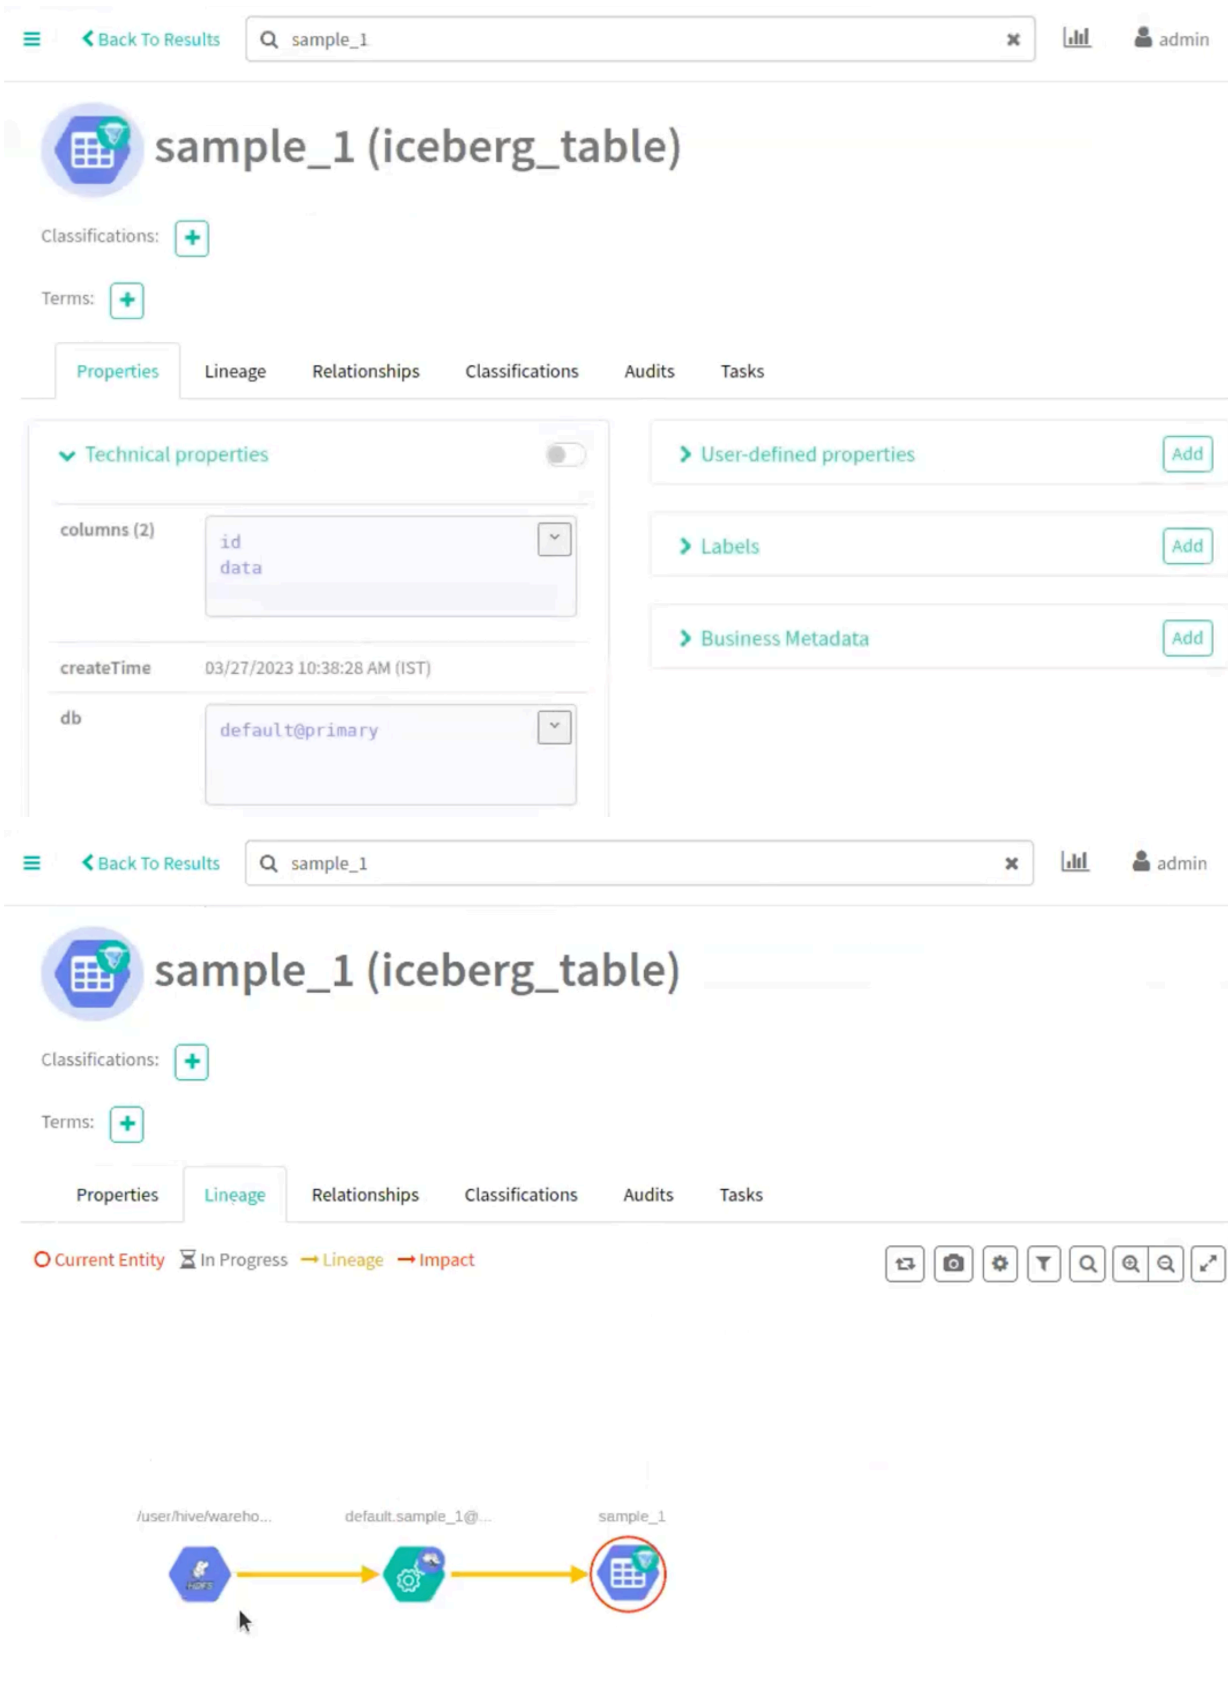 Back To Results sample_1 admin
sample_1 (iceberg_table)
Classifications:
Terms:
Properties Lineage Relationships Classifications Audits Tasks
Technical properties
User-defined properties Add
columns (2)
id
data
Labels Add
Business Metadata Add
createTime 03/27/2023 10:38:28 AM (IST)
db
default@primary
Back To Results sample_1 admin
sample_1 (iceberg_table)
Classifications:
Terms:
Properties Lineage Relationships Classifications Audits Tasks
Current Entity In Progress Lineage Impact
/user/hive/wareho... default.sample_1@... sample_1
HDFS